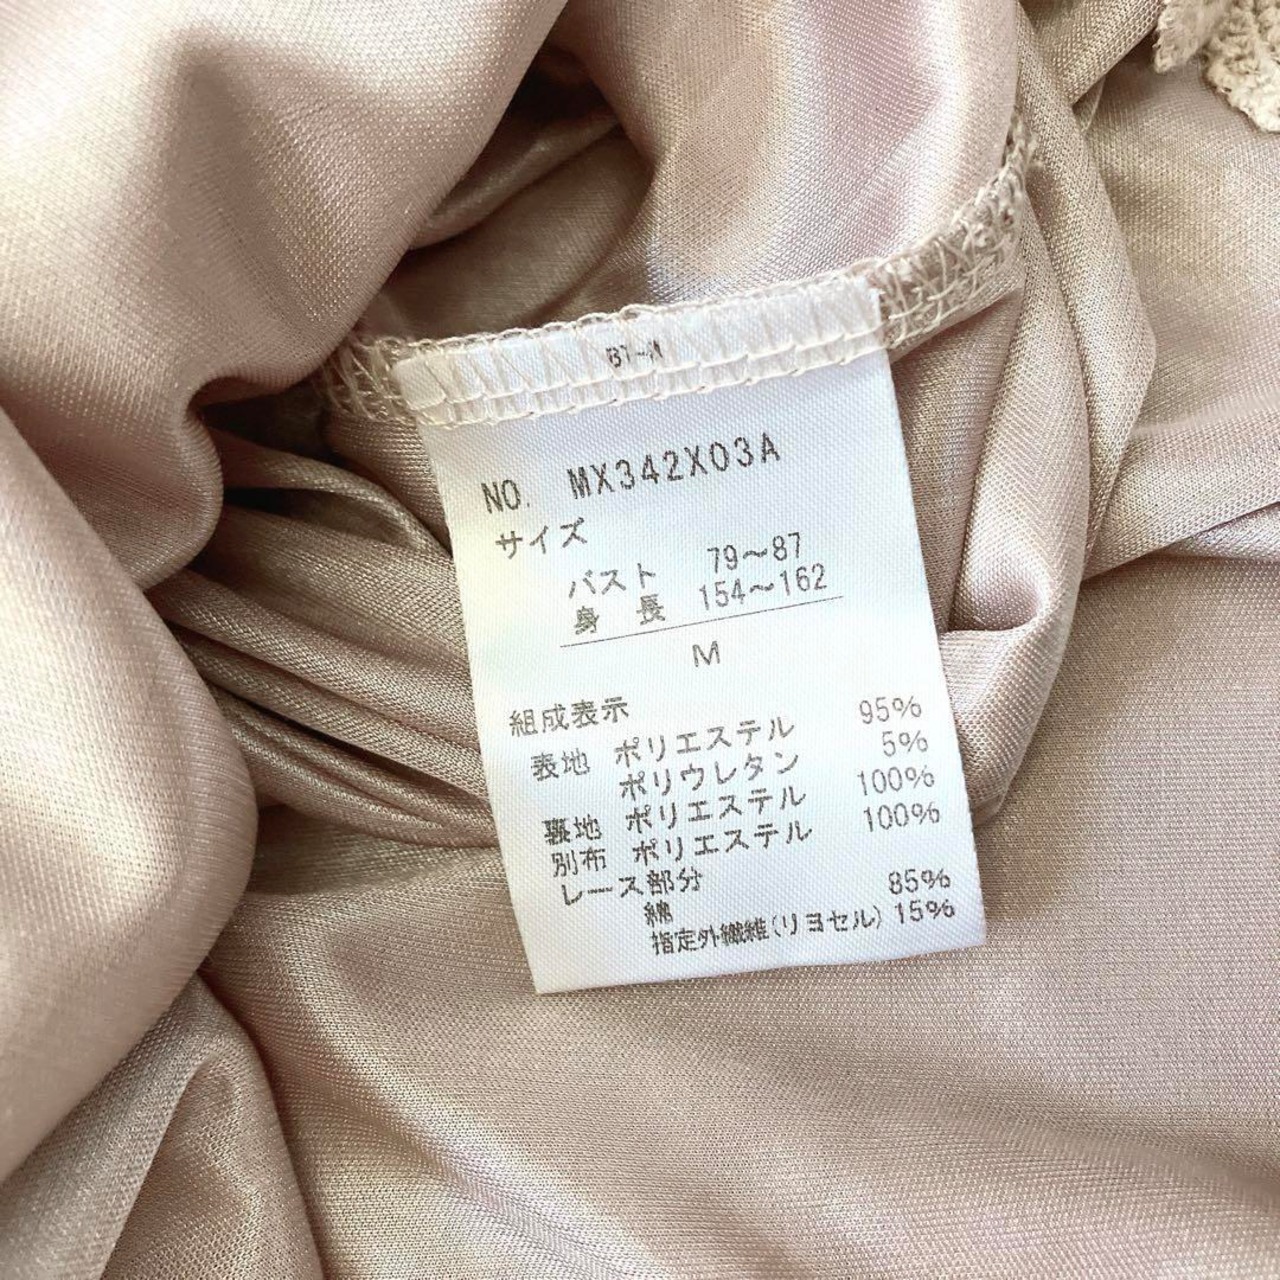 BT-M
NO. MX342X03A
サイズ
バスト 79〜87
身 長 154〜162
M
組成表示
表地 ポリエステル 95%
ポリウレタン 5%
裏地 ポリエステル 100%
別布 ポリエステル 100%
レース部分
綿 85%
指定外繊維(リヨセル) 15%